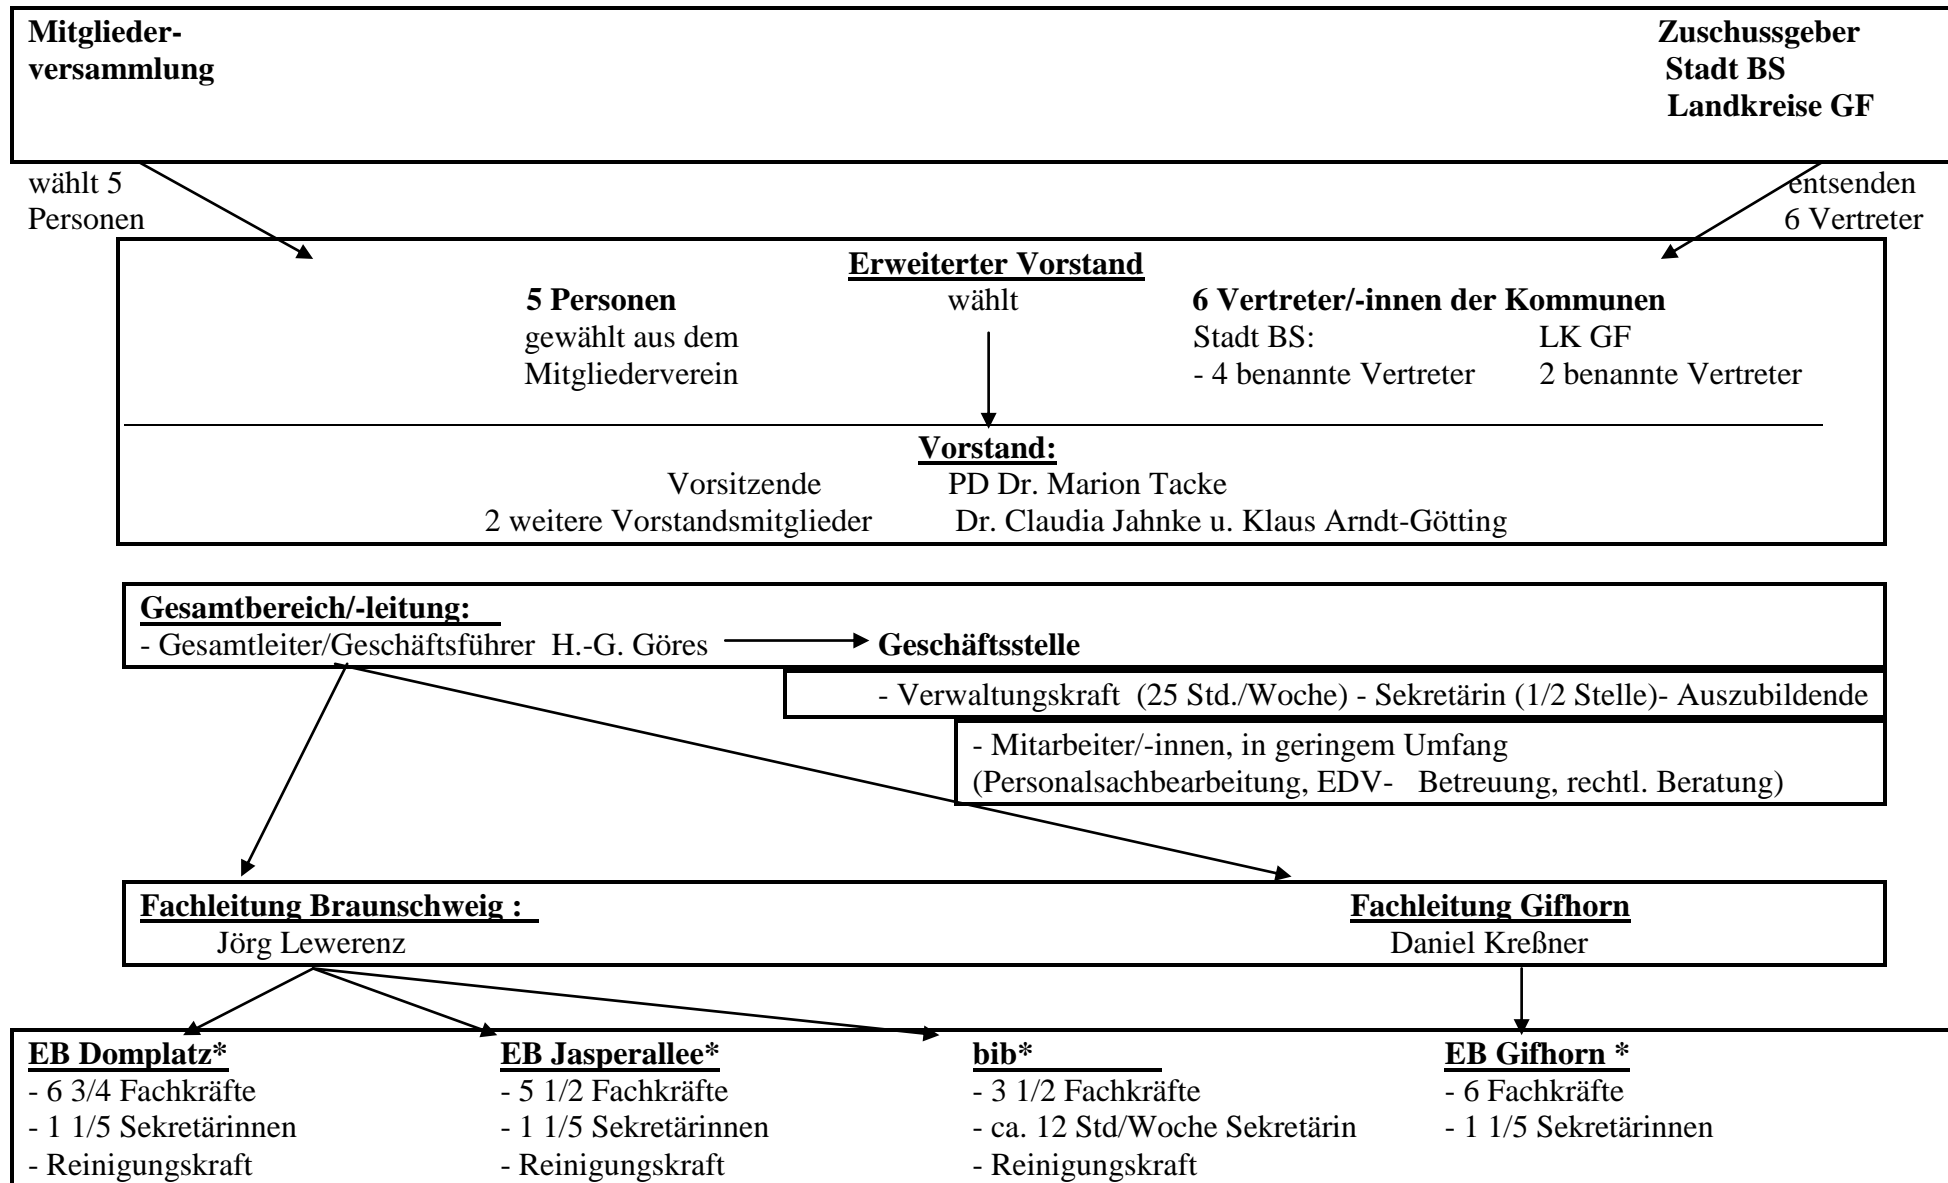 Mitglieder- Zuschussgeber
versammlung Stadt BS
Landkreise GF
wählt 5 entsenden
Personen 6 Vertreter
Erweiterter Vorstand
5 Personen wählt 6 Vertreter/-innen der Kommunen
gewählt aus dem Stadt BS: LK GF
Mitgliederverein - 4 benannte Vertreter 2 benannte Vertreter
Vorstand:
Vorsitzende PD Dr. Marion Tacke
2 weitere Vorstandsmitglieder Dr. Claudia Jahnke u. Klaus Arndt-Götting
Gesamtbereich/-leitung:
- Gesamtleiter/Geschäftsführer H.-G. Göres Geschäftsstelle
- Verwaltungskraft (25 Std./Woche) - Sekretärin (1/2 Stelle)- Auszubildende
- Mitarbeiter/-innen, in geringem Umfang
(Personalsachbearbeitung, EDV- Betreuung, rechtl. Beratung)
Fachleitung Braunschweig : Fachleitung Gifhorn
Jörg Lewerenz Daniel Kreßner
EB Domplatz* EB Jasperallee* bib* EB Gifhorn *
- 6 3/4 Fachkräfte - 5 1/2 Fachkräfte - 3 1/2 Fachkräfte - 6 Fachkräfte
- 1 1/5 Sekretärinnen - 1 1/5 Sekretärinnen - ca. 12 Std/Woche Sekretärin - 1 1/5 Sekretärinnen
- Reinigungskraft - Reinigungskraft - Reinigungskraft